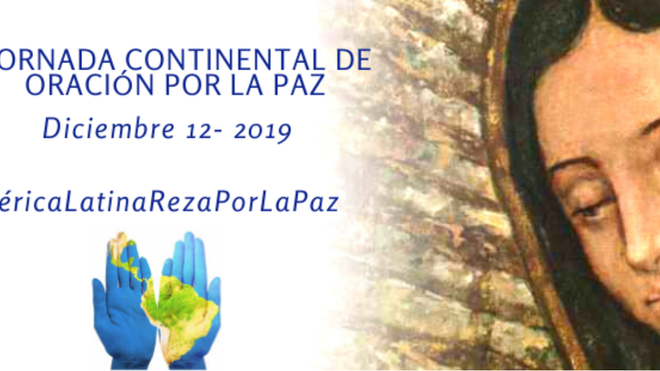 ORNADA CONTINENTAL DE
ORACIÓN POR LA PAZ
Diciembre 12- 2019
éricaLatinaRezaPorLaPaz